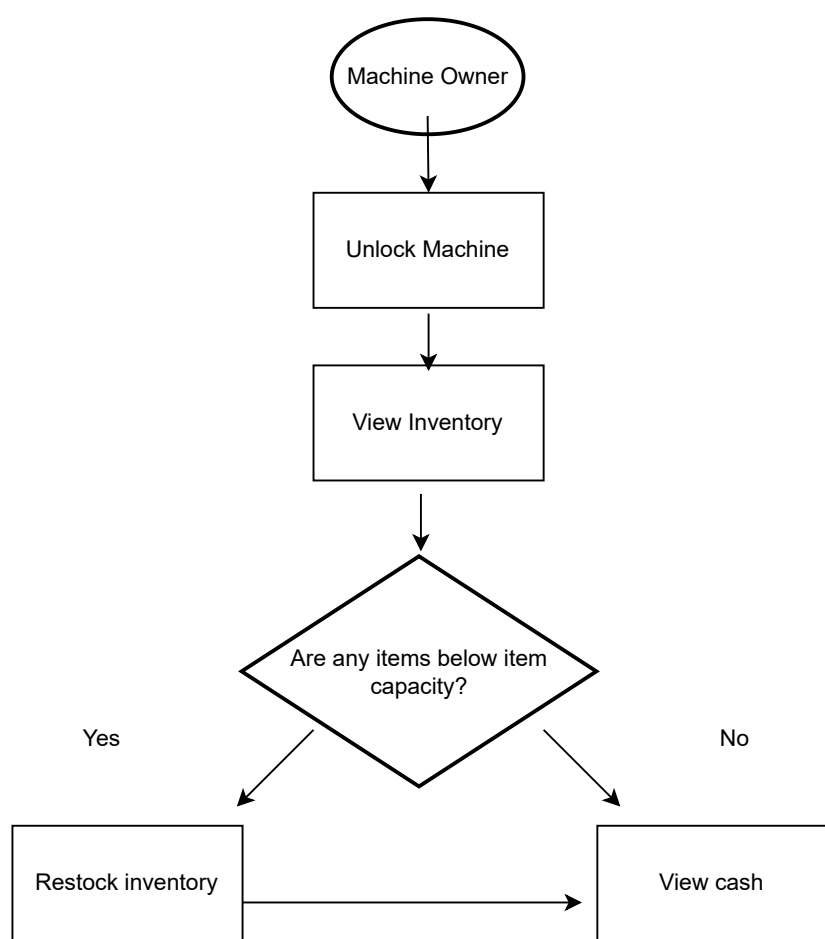 Machine Owner
Unlock Machine
View Inventory
Are any items below item
capacity?
Yes
No
Restock inventory
View cash